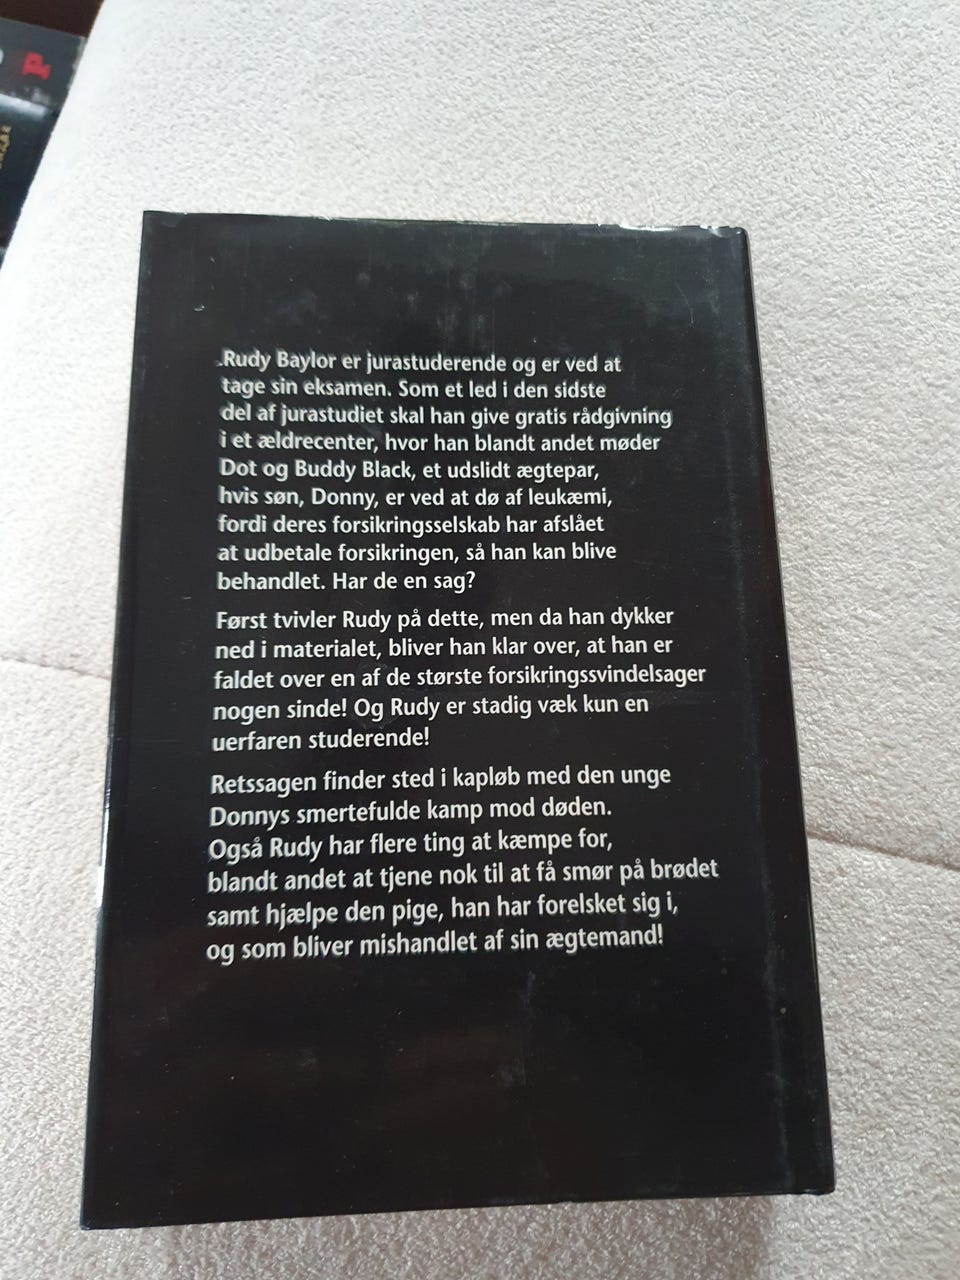 P
Rudy Baylor er jurastuderende og er ved at
tage sin eksamen. Som et led i den sidste
del af jurastudiet skal han give gratis rådgivning
i et ældrecenter, hvor han blandt andet møder
Dot og Buddy Black, et udslidt ægtepar,
hvis søn, Donny, er ved at dø af leukæmi,
fordi deres forsikringsselskab har afslået
at udbetale forsikringen, så han kan blive
behandlet. Har de en sag?
Først tvivler Rudy på dette, men da han dykker
ned i materialet, bliver han klar over, at han er
faldet over en af de største forsikringssvindelsager
nogen sinde! Og Rudy er stadig væk kun en
uerfaren studerende!
Retssagen finder sted i kapløb med den unge
Donnys smertefulde kamp mod døden.
Også Rudy har flere ting at kæmpe for,
blandt andet at tjene nok til at få smør på brødet
samt hjælpe den pige, han har forelsket sig i,
og som bliver mishandlet af sin ægtemand!